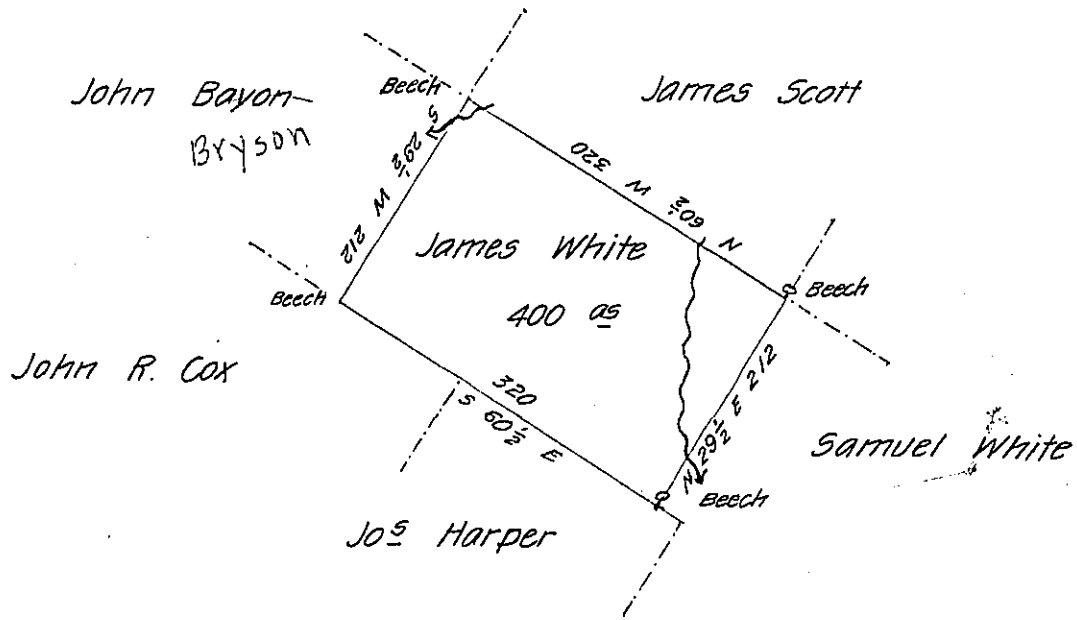 John Bayon-
Bryson
Beech
James Scott
S 29½ W 212
N 60½ W 320
James White
400 as
Beech
Beech
John R. Cox
320
S 60½ E
N 29½ E 212
Samuel White
Beech
Jos Harper